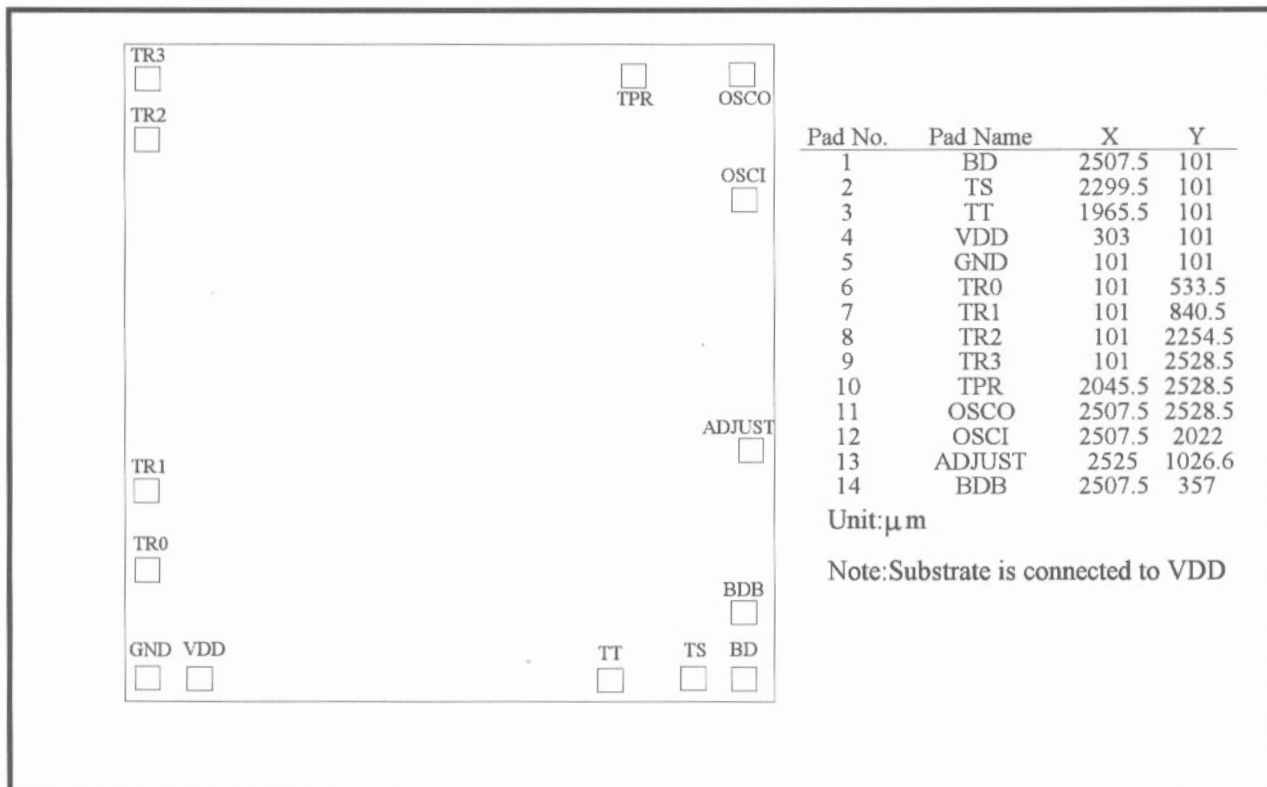 TR3
TPR OSCO
TR2
OSCI
ADJUST
TR1
TR0
BDB
GND VDD TT TS BD
Pad No. Pad Name X Y
1 BD 2507.5 101
2 TS 2299.5 101
3 TT 1965.5 101
4 VDD 303 101
5 GND 101 101
6 TR0 101 533.5
7 TR1 101 840.5
8 TR2 101 2254.5
9 TR3 101 2528.5
10 TPR 2045.5 2528.5
11 OSCO 2507.5 2528.5
12 OSCI 2507.5 2022
13 ADJUST 2525 1026.6
14 BDB 2507.5 357
Unit:μm
Note:Substrate is connected to VDD